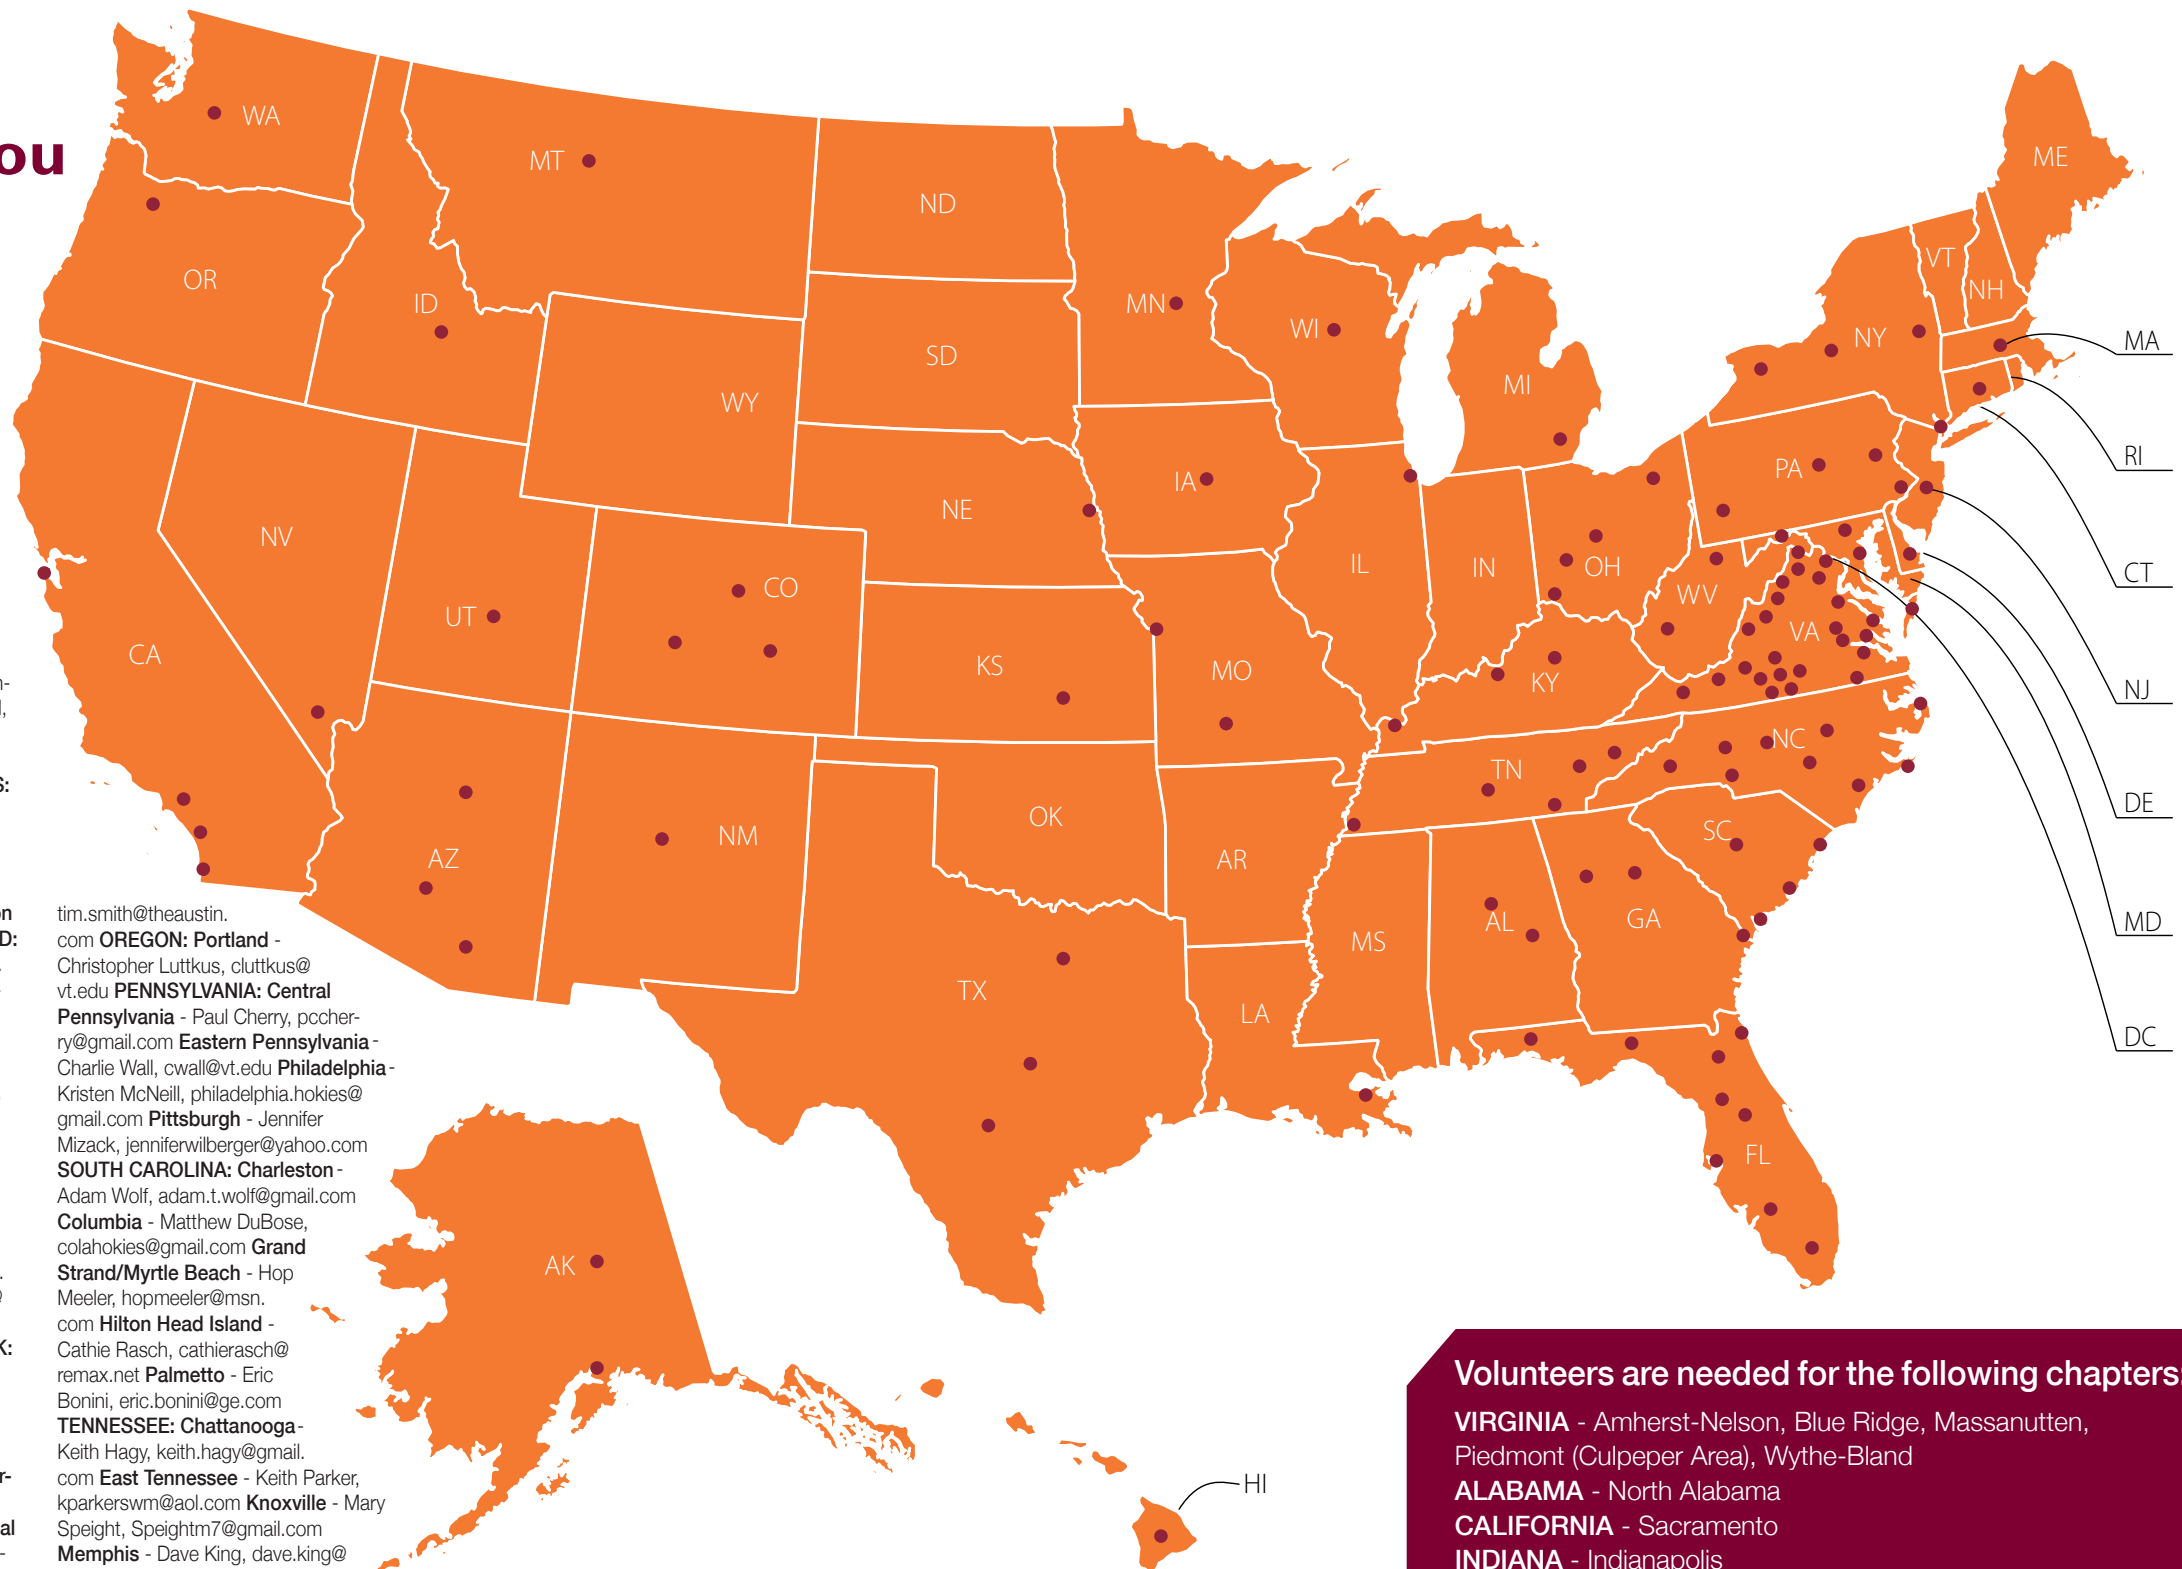 ou
n-
l,
S:
n
D:
K:
r-
al
-
tim.smith@theaustin.
com OREGON: Portland -
Christopher Luttkus, cluttkus@
vt.edu PENNSYLVANIA: Central
Pennsylvania - Paul Cherry, pccher-
ry@gmail.com Eastern Pennsylvania -
Charlie Wall, cwall@vt.edu Philadelphia -
Kristen McNeill, philadelphia.hokies@
gmail.com Pittsburgh - Jennifer
Mizack, jenniferwilberger@yahoo.com
SOUTH CAROLINA: Charleston -
Adam Wolf, adam.t.wolf@gmail.com
Columbia - Matthew DuBose,
colahokies@gmail.com Grand
Strand/Myrtle Beach - Hop
Meeler, hopmeeler@msn.
com Hilton Head Island -
Cathie Rasch, cathierasch@
remax.net Palmetto - Eric
Bonini, eric.bonini@ge.com
TENNESSEE: Chattanooga -
Keith Hagy, keith.hagy@gmail.
com East Tennessee - Keith Parker,
kparkerswm@aol.com Knoxville - Mary
Speight, Speightm7@gmail.com
Memphis - Dave King, dave.king@
WA
MT
ND
ME
OR
ID
MN
VT
NH
WI
NY
MA
SD
MI
WY
RI
PA
IA
NE
NV
IL
IN
OH
CT
CO
WV
UT
VA
CA
KS
MO
KY
NJ
NC
TN
OK
DE
NM
SC
AZ
AR
GA
AL
MD
MS
TX
LA
DC
FL
AK
HI
Volunteers are needed for the following chapters:
VIRGINIA - Amherst-Nelson, Blue Ridge, Massanutten,
Piedmont (Culpeper Area), Wythe-Bland
ALABAMA - North Alabama
CALIFORNIA - Sacramento
INDIANA - Indianapolis